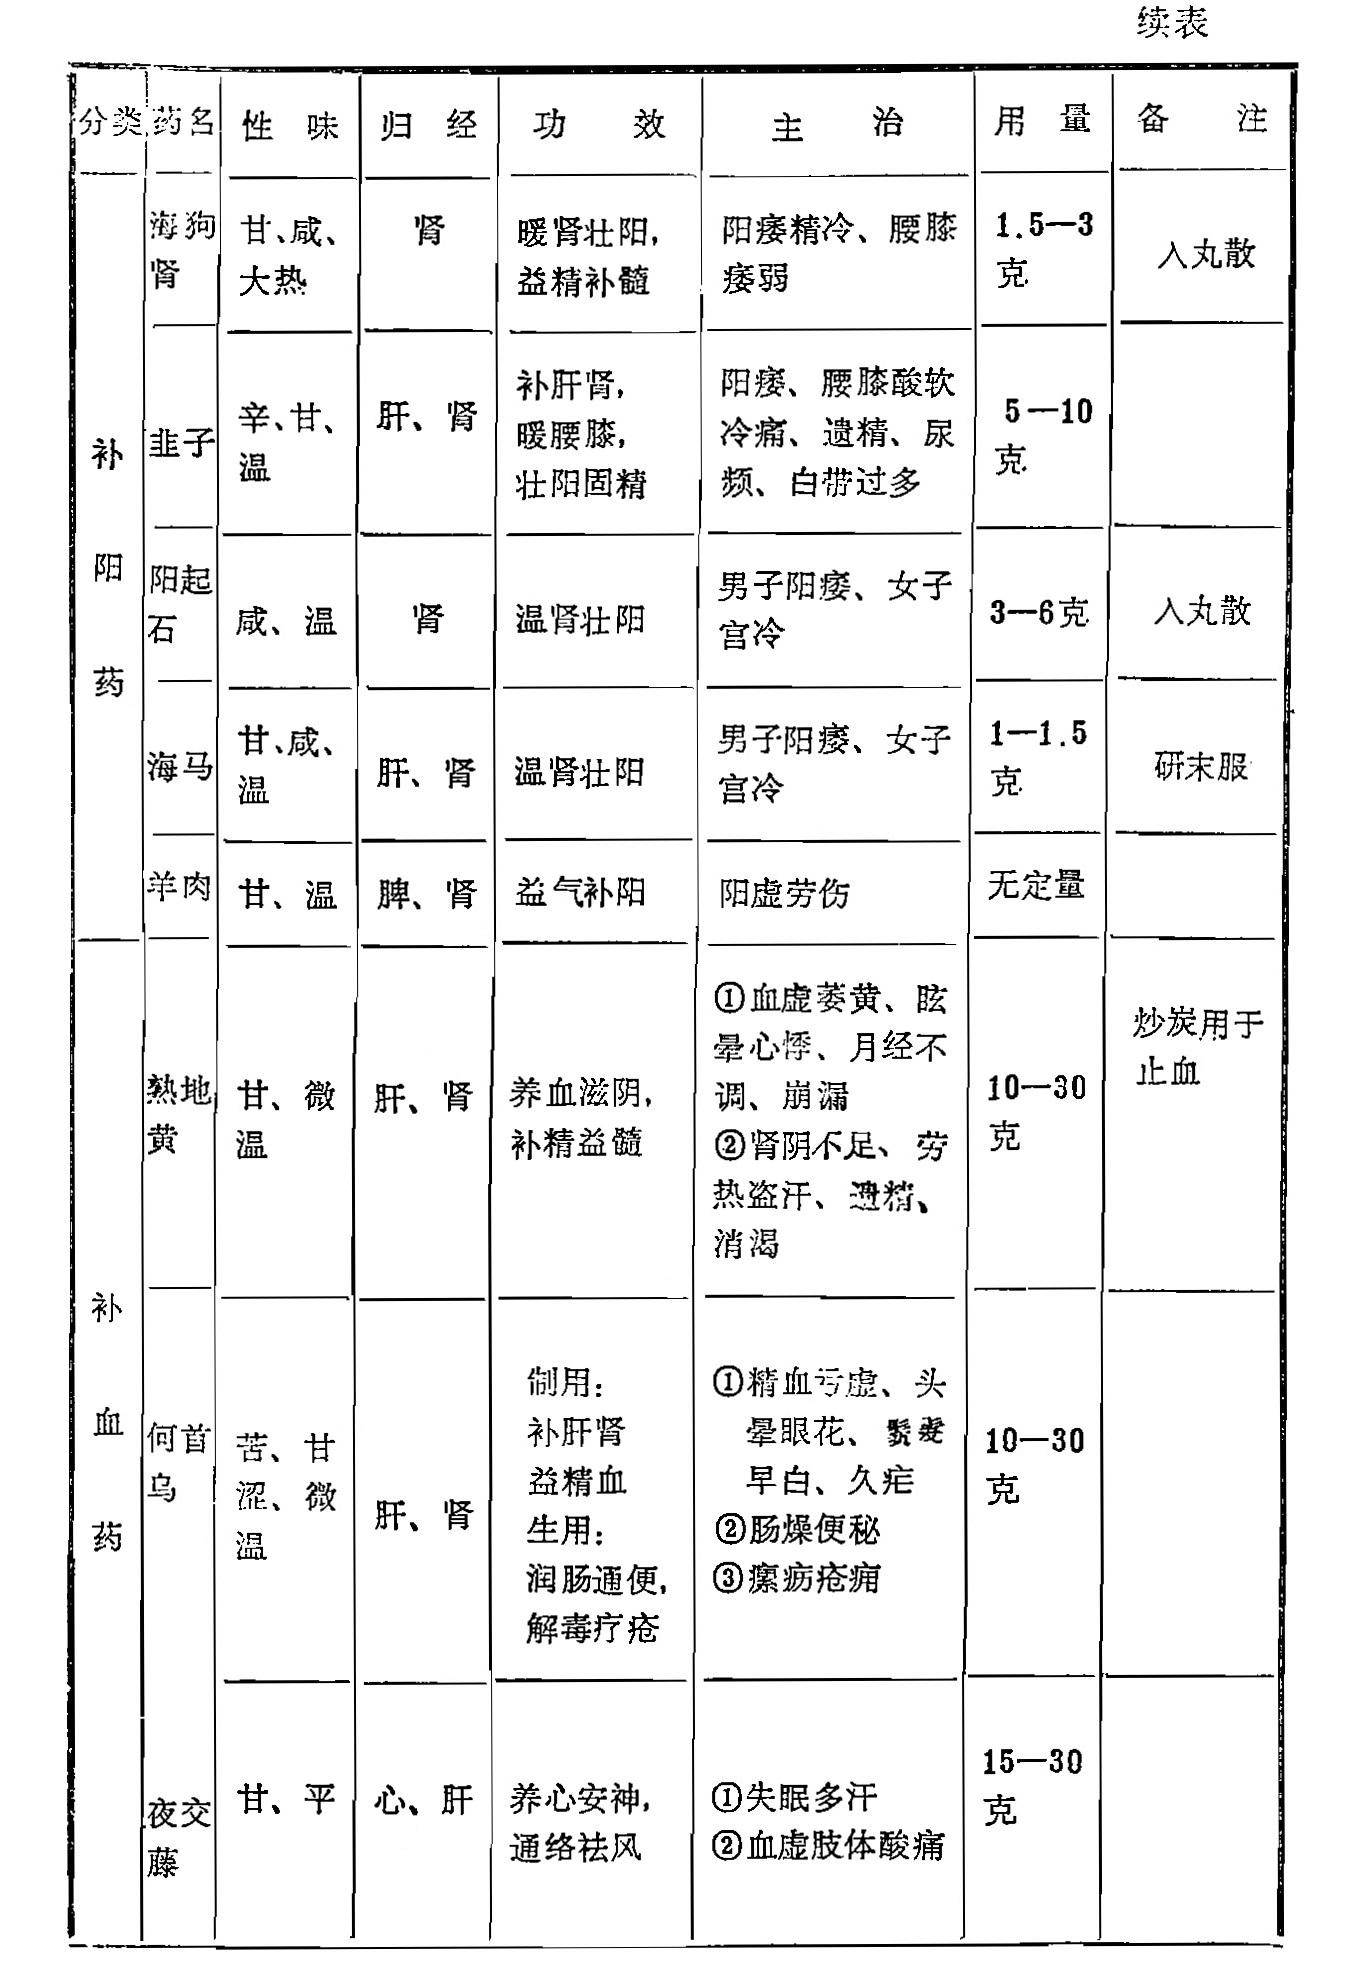 续表
分类 药名 性味 归经 功效 主治 用量 备注
补阳药
海狗
肾
甘、咸、
大热
肾
暖肾壮阳，
益精补髓
阳痿精冷、腰膝
痿弱
1.5—3
克
入丸散
韭子
辛、甘、
温
肝、肾
补肝肾，
暖腰膝，
壮阳固精
阳痿、腰膝酸软
冷痛、遗精、尿
频、白带过多
5—10
克
阳起
石
咸、温
肾
温肾壮阳
男子阳痿、女子
宫冷
3—6克
入丸散
海马
甘、咸、
温
肝、肾
温肾壮阳
男子阳痿、女子
宫冷
1—1.5
克
研末服
羊肉
甘、温
脾、肾
益气补阳
阳虚劳伤
无定量
补血药
熟地
黄
甘、微
温
肝、肾
养血滋阴，
补精益髓
①血虚萎黄、眩
晕心悸、月经不
调、崩漏
②肾阴不足、劳
热盗汗、遗精、
消渴
10—30
克
炒炭用于
止血
何首
乌
苦、甘
涩、微
温
肝、肾
制用：
补肝肾
益精血
生用：
润肠通便，
解毒疗疮
①精血亏虚、头
晕眼花、鬚发
早白、久疟
②肠燥便秘
③瘰疬疮痈
10—30
克
夜交
藤
甘、平
心、肝
养心安神，
通络祛风
①失眠多汗
②血虚肢体酸痛
15—30
克